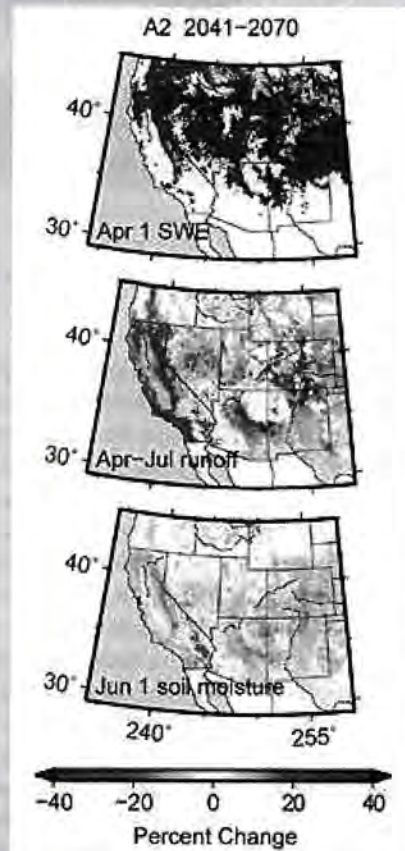 A2 2041-2070
40°
30°
Apr 1 SWE
40°
30°
Apr-Jul runoff
40°
30°
Jun 1 soil moisture
240° 255°
-40 -20 0 20 40
Percent Change